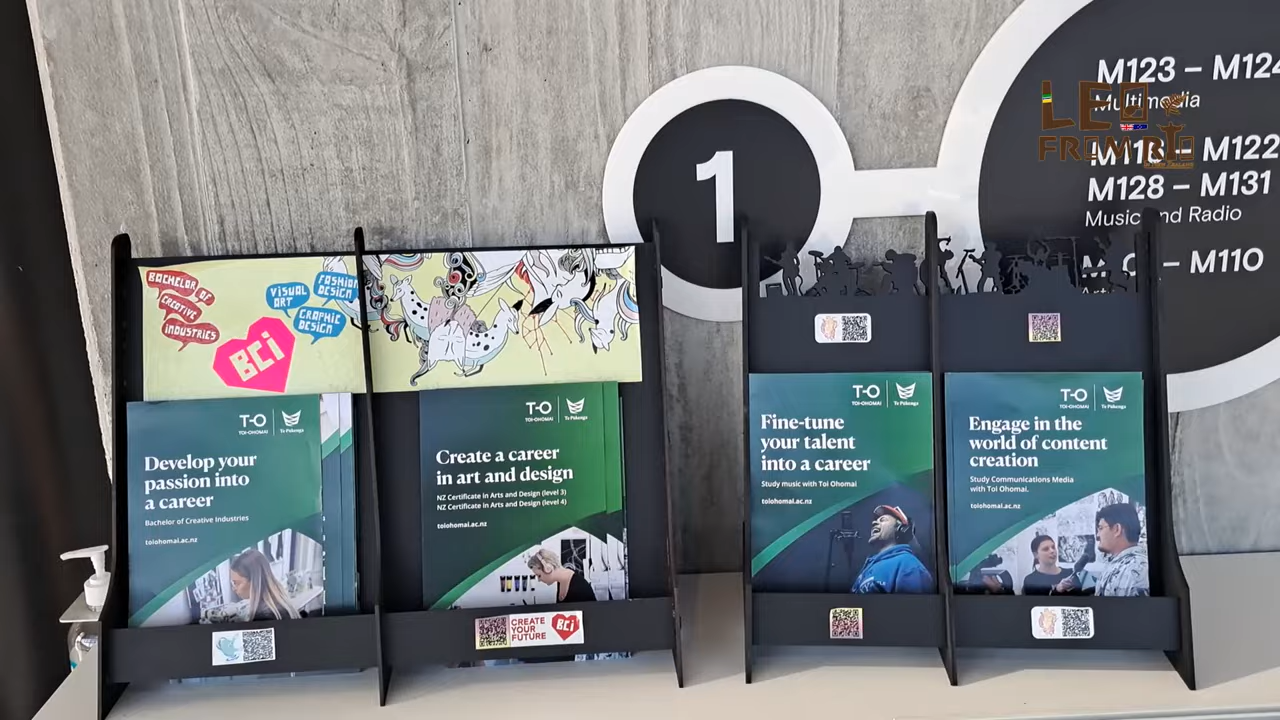 1
M123 – M124
Multimedia
M118 – M122
M128 – M131
Music and Radio
– M110
LEO
FROM RIO
BACHELOR OF
CREATIVE
INDUSTRIES
VISUAL
ART
FASHION
DESIGN
GRAPHIC
DESIGN
BCi
T-O
TOI-OHOMAI
Te Pūkenga
Develop your
passion into
a career
Bachelor of Creative Industries
toiohomai.ac.nz
T-O
TOI-OHOMAI
Te Pūkenga
Create a career
in art and design
NZ Certificate in Arts and Design (level 3)
NZ Certificate in Arts and Design (level 4)
toiohomai.ac.nz
CREATE
YOUR
FUTURE
BCi
T-O
TOI-OHOMAI
Te Pūkenga
Fine-tune
your talent
into a career
Study music with Toi Ohomai
toiohomai.ac.nz
T-O
TOI-OHOMAI
Te Pūkenga
Engage in the
world of content
creation
Study Communications Media
with Toi Ohomai.
toiohomai.ac.nz